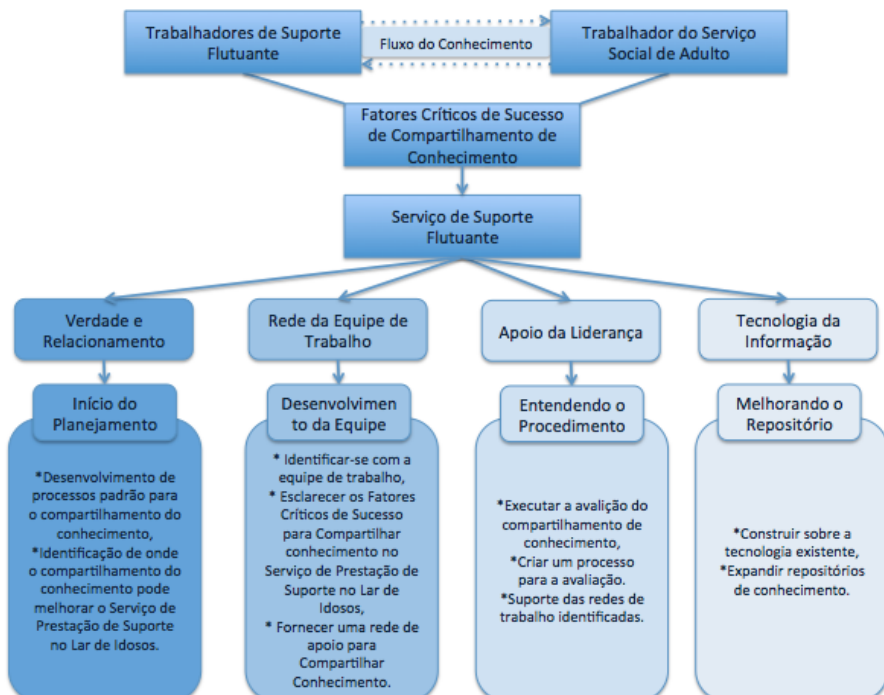 Trabalhadores de Suporte
Flutuante
Fluxo do Conhecimento
Trabalhador do Serviço
Social de Adulto
Fatores Críticos de Sucesso
de Compartilhamento de
Conhecimento
Serviço de Suporte
Flutuante
Verdade e
Relacionamento
Rede da Equipe de
Trabalho
Apoio da Liderança
Tecnologia da
Informação
Início do
Planejamento
*Desenvolvimento de
processos padrão para
o compartilhamento do
conhecimento,
*Identificação de onde
o compartilhamento do
conhecimento pode
melhorar o Serviço de
Prestação de Suporte
no Lar de Idosos.
Desenvolvimen
to da Equipe
* Identificar-se com a
equipe de trabalho,
* Esclarecer os Fatores
Críticos de Sucesso
para Compartilhar
conhecimento no
Serviço de Prestação de
Suporte no Lar de
Idosos,
* Fornecer uma rede de
apoio para
Compartilhar
Conhecimento.
Entendendo o
Procedimento
*Executar a avalição do
compartilhamento de
conhecimento,
*Criar um processo
para a avaliação.
*Suporte das redes de
trabalho identificadas.
Melhorando o
Repositório
*Construir sobre a
tecnologia existente,
*Expandir repositórios
de conhecimento.